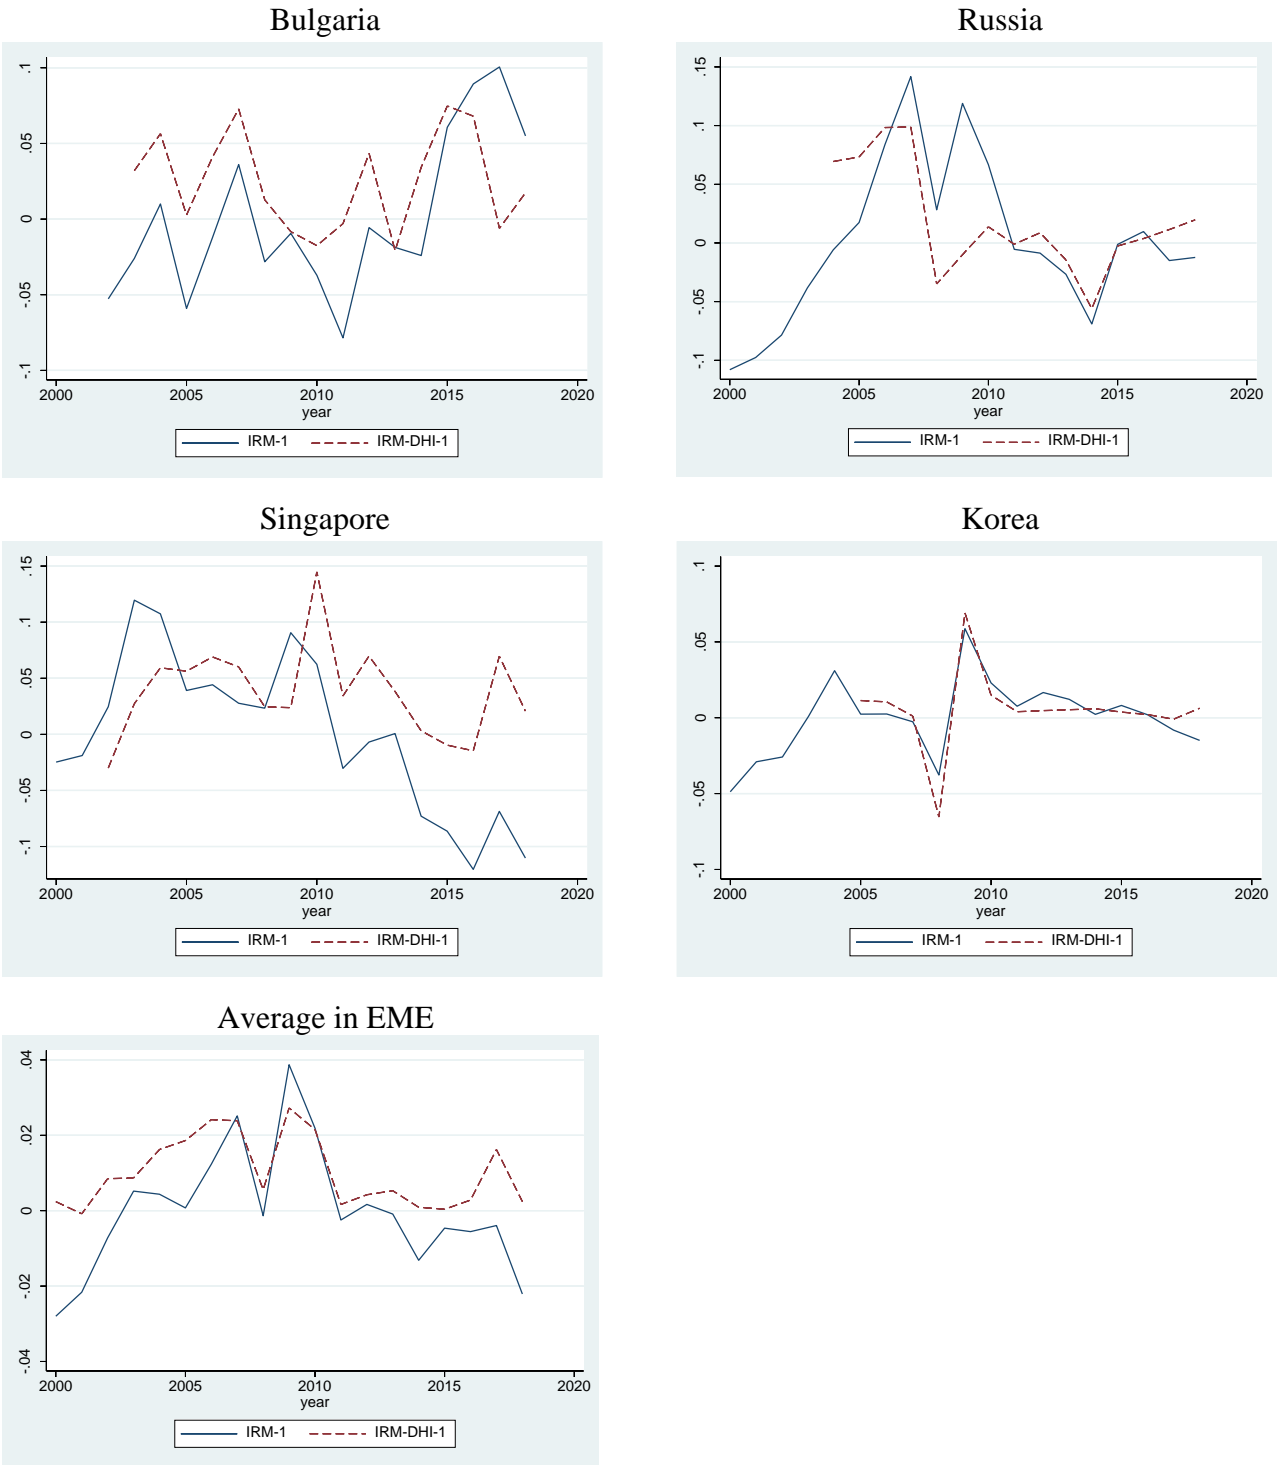 Bulgaria
.1
.05
0
-.05
-.1
2000 2005 2010 2015 2020
year
IRM-1 IRM-DHI-1
Russia
.15
.1
.05
0
-.05
-.1
2000 2005 2010 2015 2020
year
IRM-1 IRM-DHI-1
Singapore
.15
.1
.05
0
-.05
-.1
2000 2005 2010 2015 2020
year
IRM-1 IRM-DHI-1
Korea
.1
.05
0
-.05
-.1
2000 2005 2010 2015 2020
year
IRM-1 IRM-DHI-1
Average in EME
.04
.02
0
-.02
-.04
2000 2005 2010 2015 2020
year
IRM-1 IRM-DHI-1